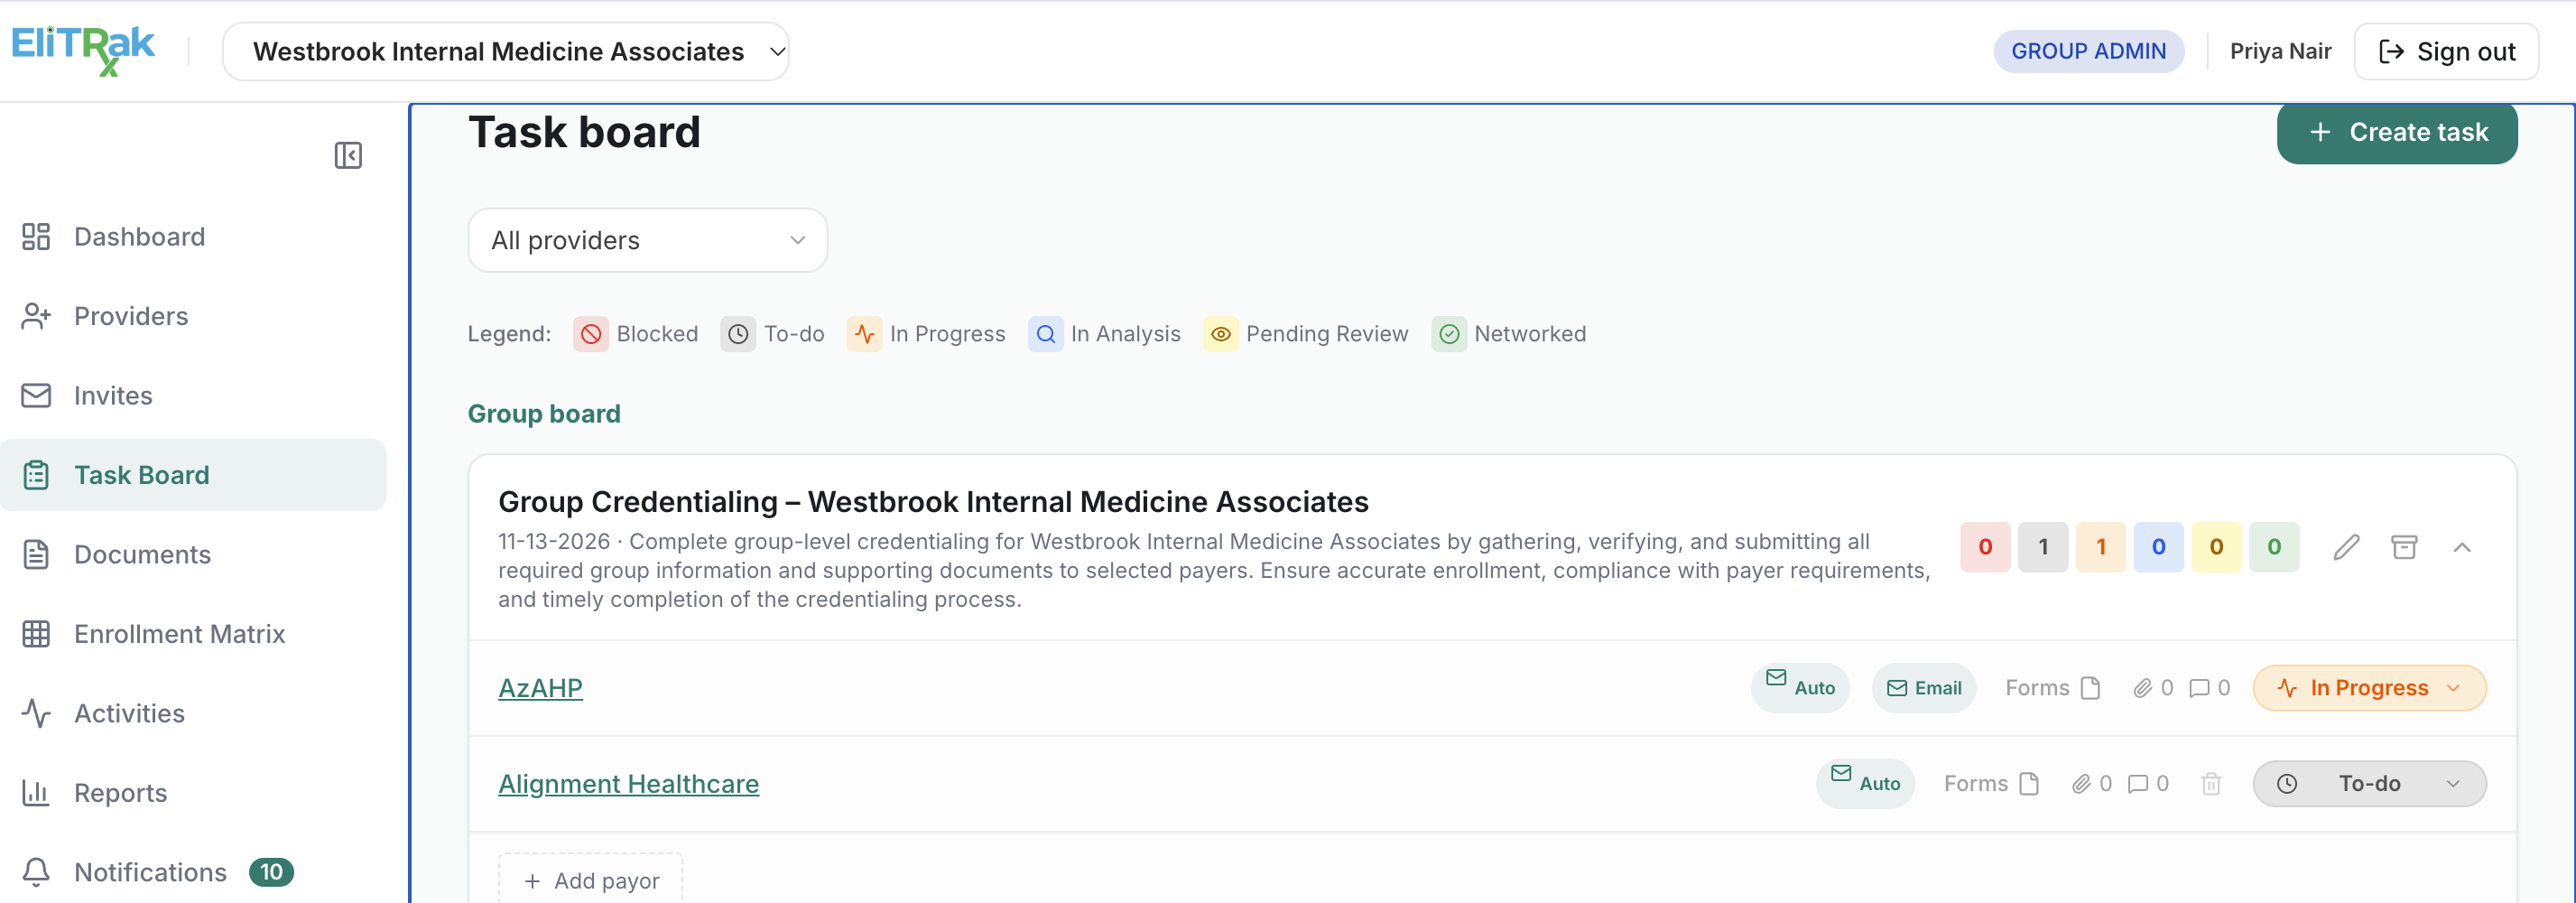 EliTRak
Westbrook Internal Medicine Associates
GROUP ADMIN
Priya Nair
Sign out
Dashboard
Providers
Invites
Task Board
Documents
Enrollment Matrix
Activities
Reports
Notifications 10
Task board
Create task
All providers
Legend: Blocked To-do In Progress In Analysis Pending Review Networked
Group board
Group Credentialing – Westbrook Internal Medicine Associates
11-13-2026 · Complete group-level credentialing for Westbrook Internal Medicine Associates by gathering, verifying, and submitting all
required group information and supporting documents to selected payers. Ensure accurate enrollment, compliance with payer requirements,
and timely completion of the credentialing process.
0 1 1 0 0 0
AzAHP Auto Email Forms 0 0 In Progress
Alignment Healthcare Auto Forms 0 0 To-do
+ Add payor